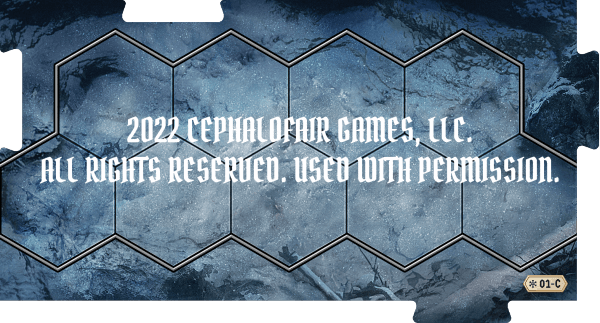 2022 CEPHALOFAIR GAMES, LLC.
ALL RIGHTS RESERVED. USED WITH PERMISSION.
✻ 01-C